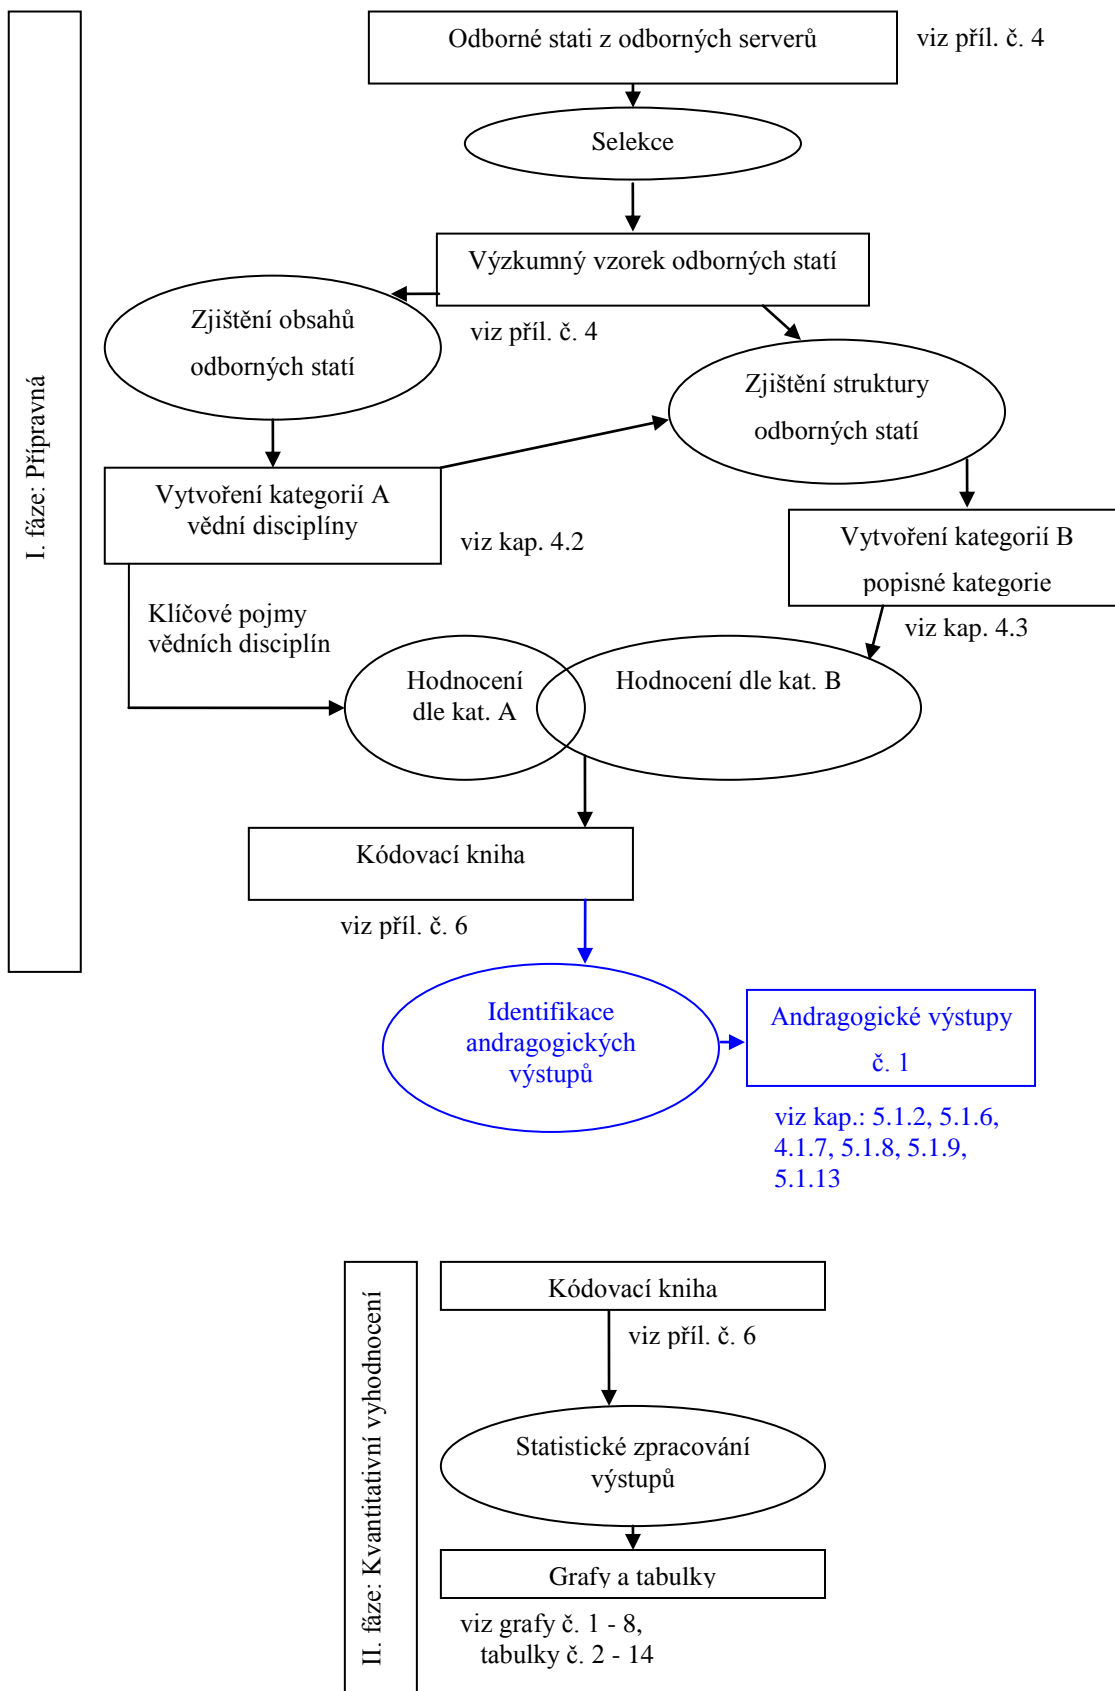 Odborné stati z odborných serverů
viz příl. č. 4
Selekce
Výzkumný vzorek odborných statí
viz příl. č. 4
Zjištění obsahů
odborných statí
Zjištění struktury
odborných statí
I. fáze: Přípravná
Vytvoření kategorií A
vědní disciplíny
viz kap. 4.2
Vytvoření kategorií B
popisné kategorie
viz kap. 4.3
Klíčové pojmy
vědních disciplín
Hodnocení
dle kat. A
Hodnocení dle kat. B
Kódovací kniha
viz příl. č. 6
Identifikace
andragogických
výstupů
Andragogické výstupy
č. 1
viz kap.: 5.1.2, 5.1.6,
4.1.7, 5.1.8, 5.1.9,
5.1.13
II. fáze: Kvantitativní vyhodnocení
Kódovací kniha
viz příl. č. 6
Statistické zpracování
výstupů
Grafy a tabulky
viz grafy č. 1 - 8,
tabulky č. 2 - 14